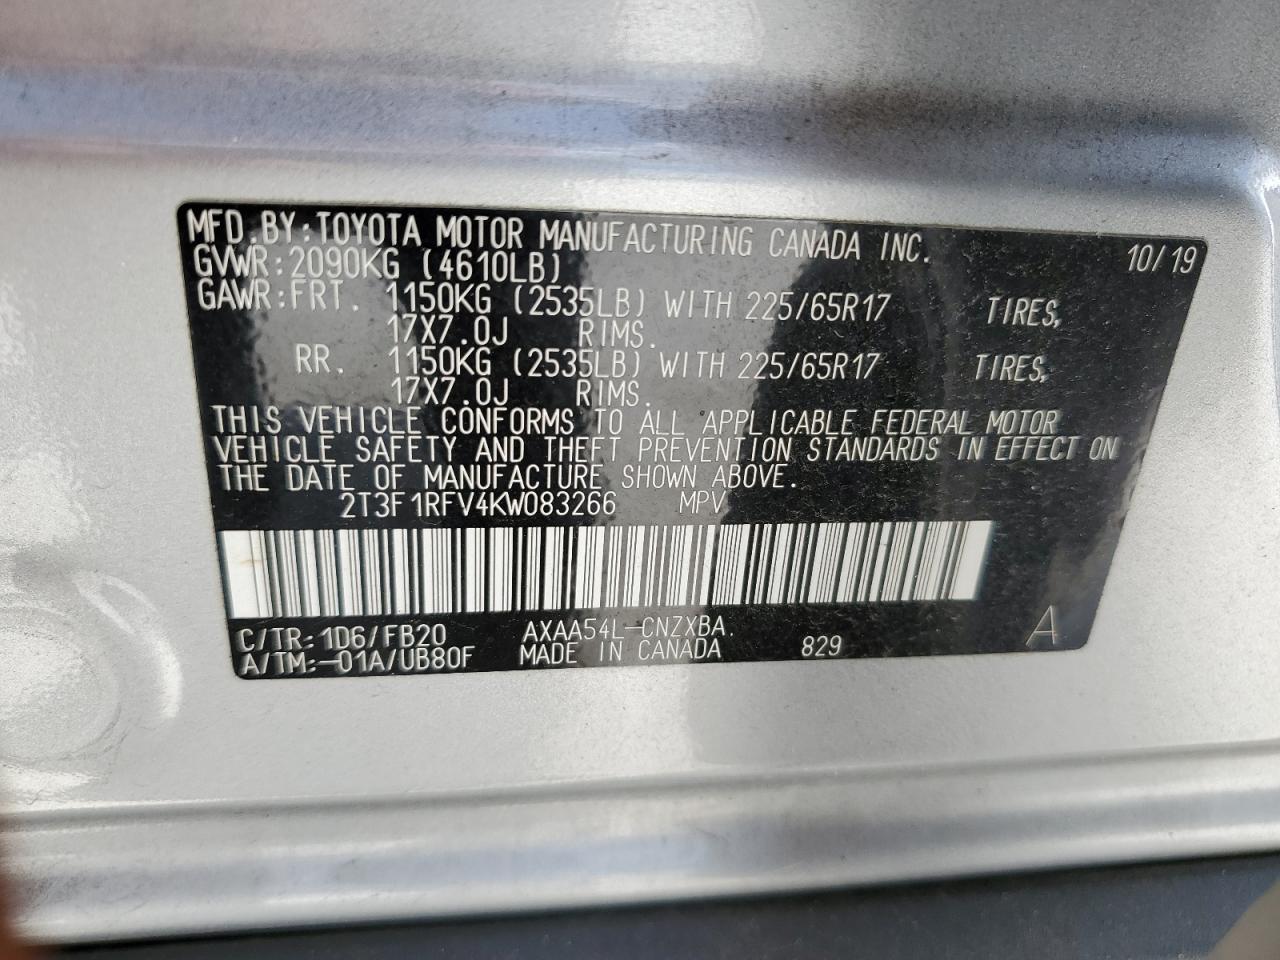 MFD.BY:TOYOTA MOTOR MANUFACTURING CANADA INC. 10/19
GVWR:2090KG (4610LB)
GAWR:FRT. 1150KG (2535LB) WITH 225/65R17 TIRES,
17X7.0J RIMS.
RR. 1150KG (2535LB) WITH 225/65R17 TIRES,
17X7.0J RIMS.
THIS VEHICLE CONFORMS TO ALL APPLICABLE FEDERAL MOTOR
VEHICLE SAFETY AND THEFT PREVENTION STANDARDS IN EFFECT ON
THE DATE OF MANUFACTURE SHOWN ABOVE.
2T3F1RFV4KW083266 MPV
C/TR: 1D6/FB20 AXAA54L-CNZXBA.
A/TM:-01A/UB80F MADE IN CANADA 829 A